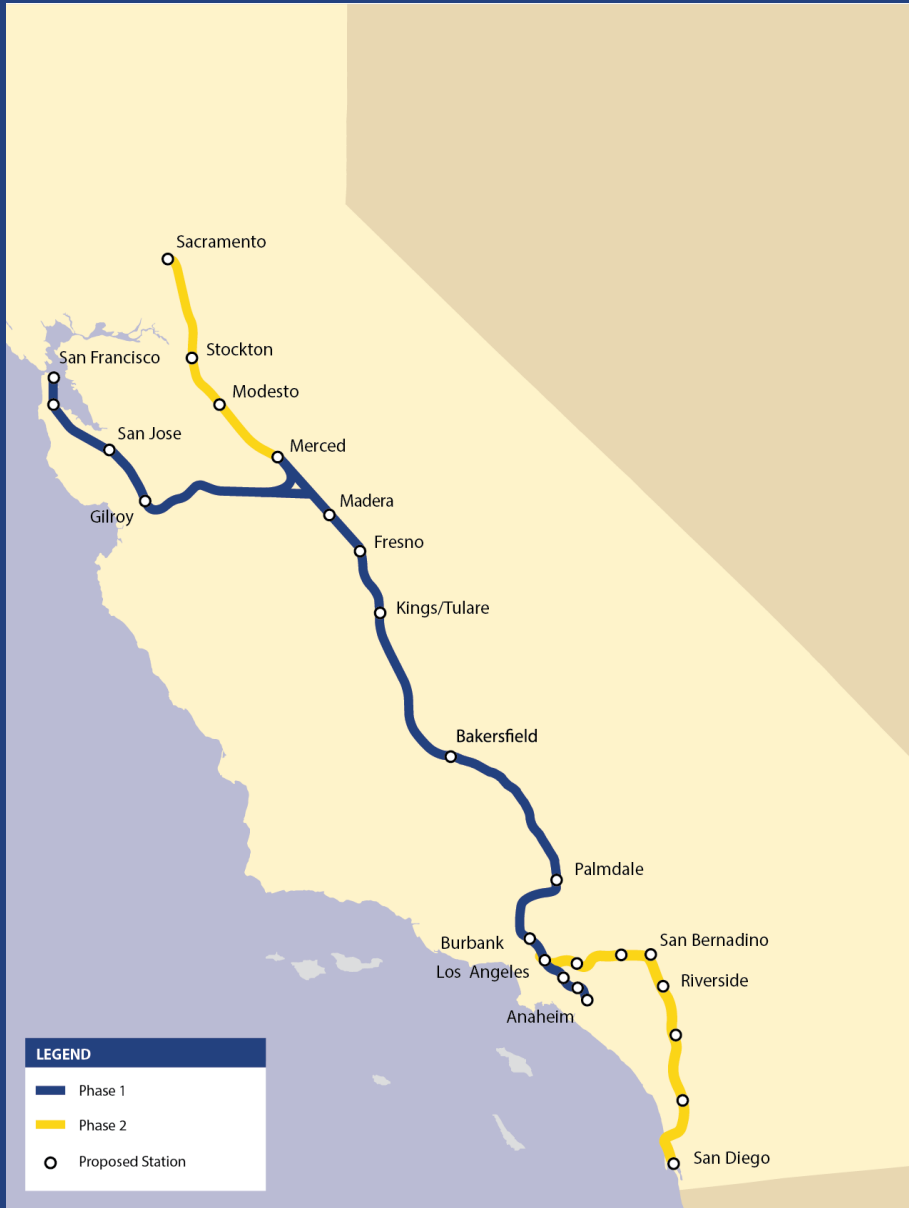 Sacramento
San Francisco
Stockton
Modesto
San Jose
Merced
Madera
Gilroy
Fresno
Kings/Tulare
Bakersfield
Palmdale
Burbank
San Bernadino
Los Angeles
Riverside
Anaheim
LEGEND
Phase 1
Phase 2
Proposed Station
San Diego